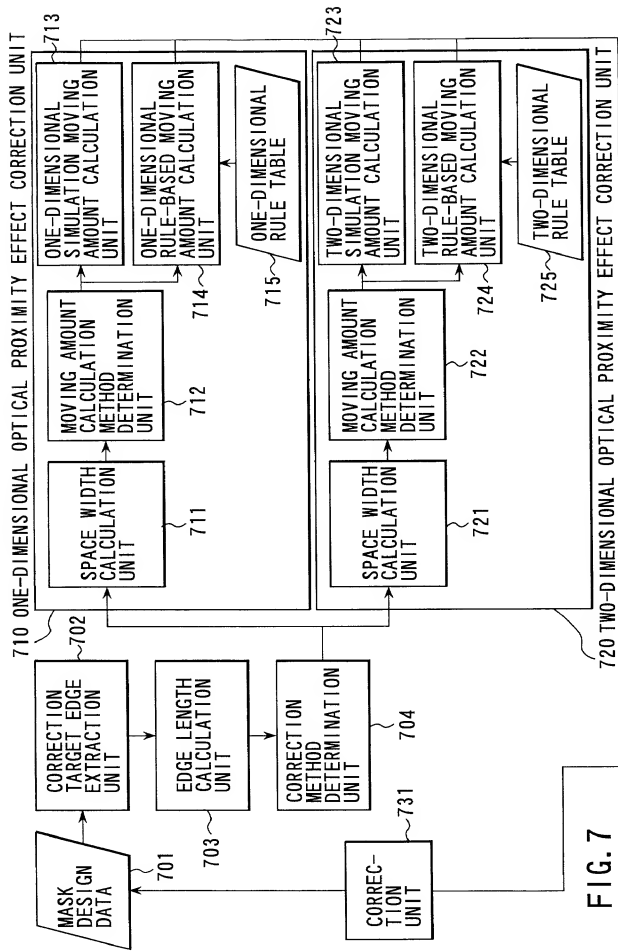 710 ONE-DIMENSIONAL OPTICAL PROXIMITY EFFECT CORRECTION UNIT
MASK
DESIGN
DATA
701
CORRECTION
TARGET EDGE
EXTRACTION
UNIT
702
EDGE LENGTH
CALCULATION
UNIT
703
CORRECTION
METHOD
DETERMINATION
UNIT
704
CORREC-
TION
UNIT
731
SPACE WIDTH
CALCULATION
UNIT
711
MOVING AMOUNT
CALCULATION
METHOD
DETERMINATION
UNIT
712
ONE-DIMENSIONAL
SIMULATION MOVING
AMOUNT CALCULATION
UNIT
713
ONE-DIMENSIONAL
RULE-BASED MOVING
AMOUNT CALCULATION
UNIT
714
ONE-DIMENSIONAL
RULE TABLE
715
SPACE WIDTH
CALCULATION
UNIT
721
MOVING AMOUNT
CALCULATION
METHOD
DETERMINATION
UNIT
722
TWO-DIMENSIONAL
SIMULATION MOVING
AMOUNT CALCULATION
UNIT
723
TWO-DIMENSIONAL
RULE-BASED MOVING
AMOUNT CALCULATION
UNIT
724
TWO-DIMENSIONAL
RULE TABLE
725
720 TWO-DIMENSIONAL OPTICAL PROXIMITY EFFECT CORRECTION UNIT
FIG. 7